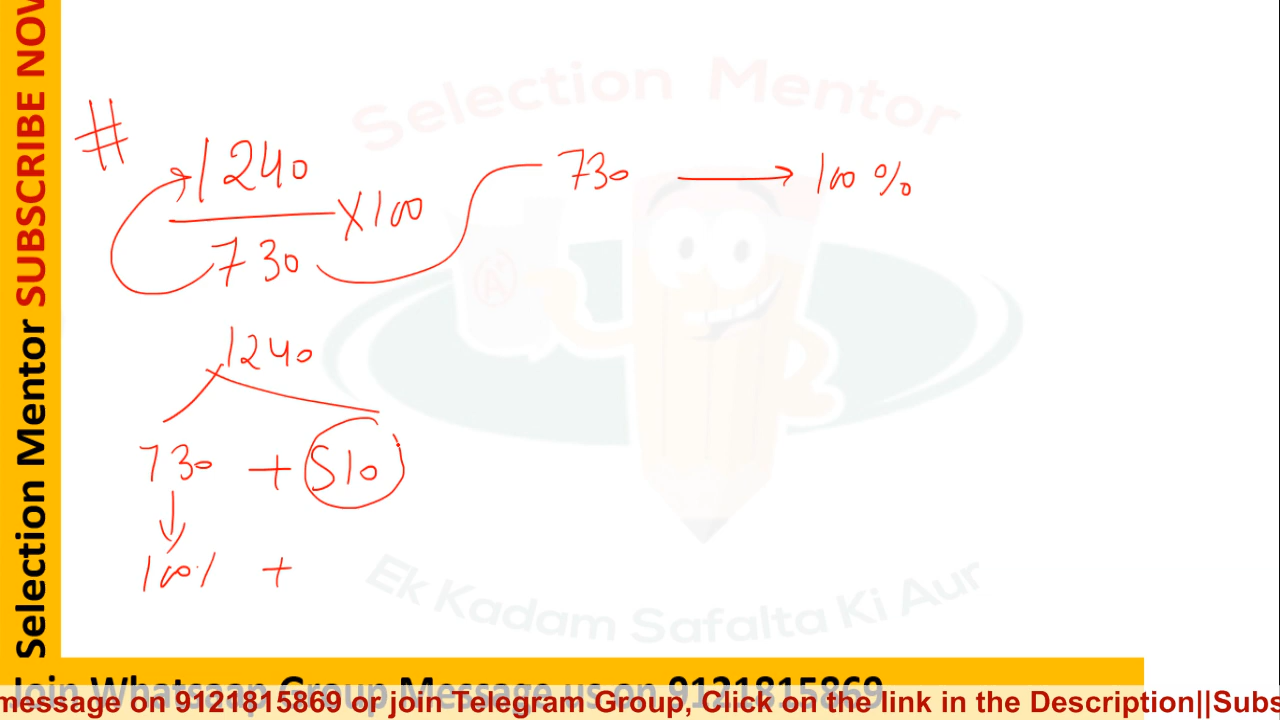 Selection Mentor SUBSCRIBE NOW
Selection Mentor
#
1240
730
×100
730 → 100 %
1240
730 + 510
100% +
Ek Kadam Safalta Ki Aur
Join Whatsaap Group Message us on 9121815869
message on 9121815869 or join Telegram Group, Click on the link in the Description||Subs